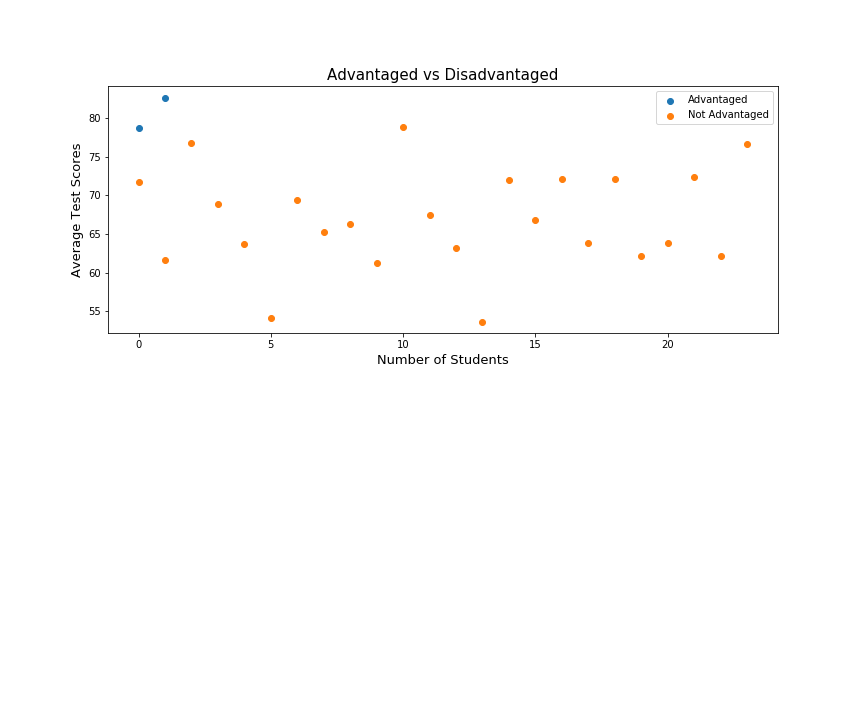 Advantaged vs Disadvantaged
Advantaged
Not Advantaged
Average Test Scores
80
75
70
65
60
55
0 5 10 15 20
Number of Students